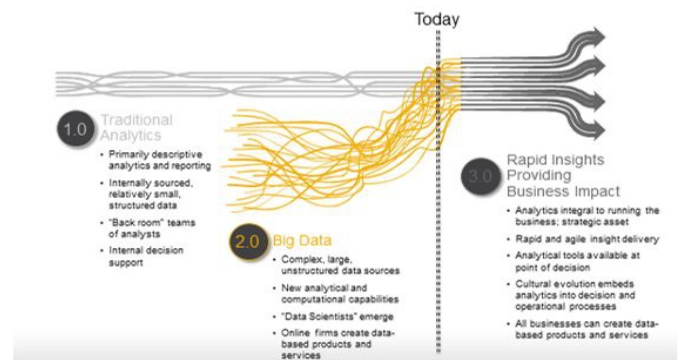 Today
1.0
Traditional
Analytics
• Primarily descriptive
analytics and reporting
• Internally sourced,
relatively small,
structured data
• "Back room" teams
of analysts
• Internal decision
support
2.0
Big Data
• Complex, large,
unstructured data sources
• New analytical and
computational capabilities
• "Data Scientists" emerge
• Online firms create data-
based products and
services
3.0
Rapid Insights
Providing
Business Impact
• Analytics integral to running the
business; strategic asset
• Rapid and agile insight delivery
• Analytical tools available at
point of decision
• Cultural evolution embeds
analytics into decision and
operational processes
• All businesses can create data-
based products and services